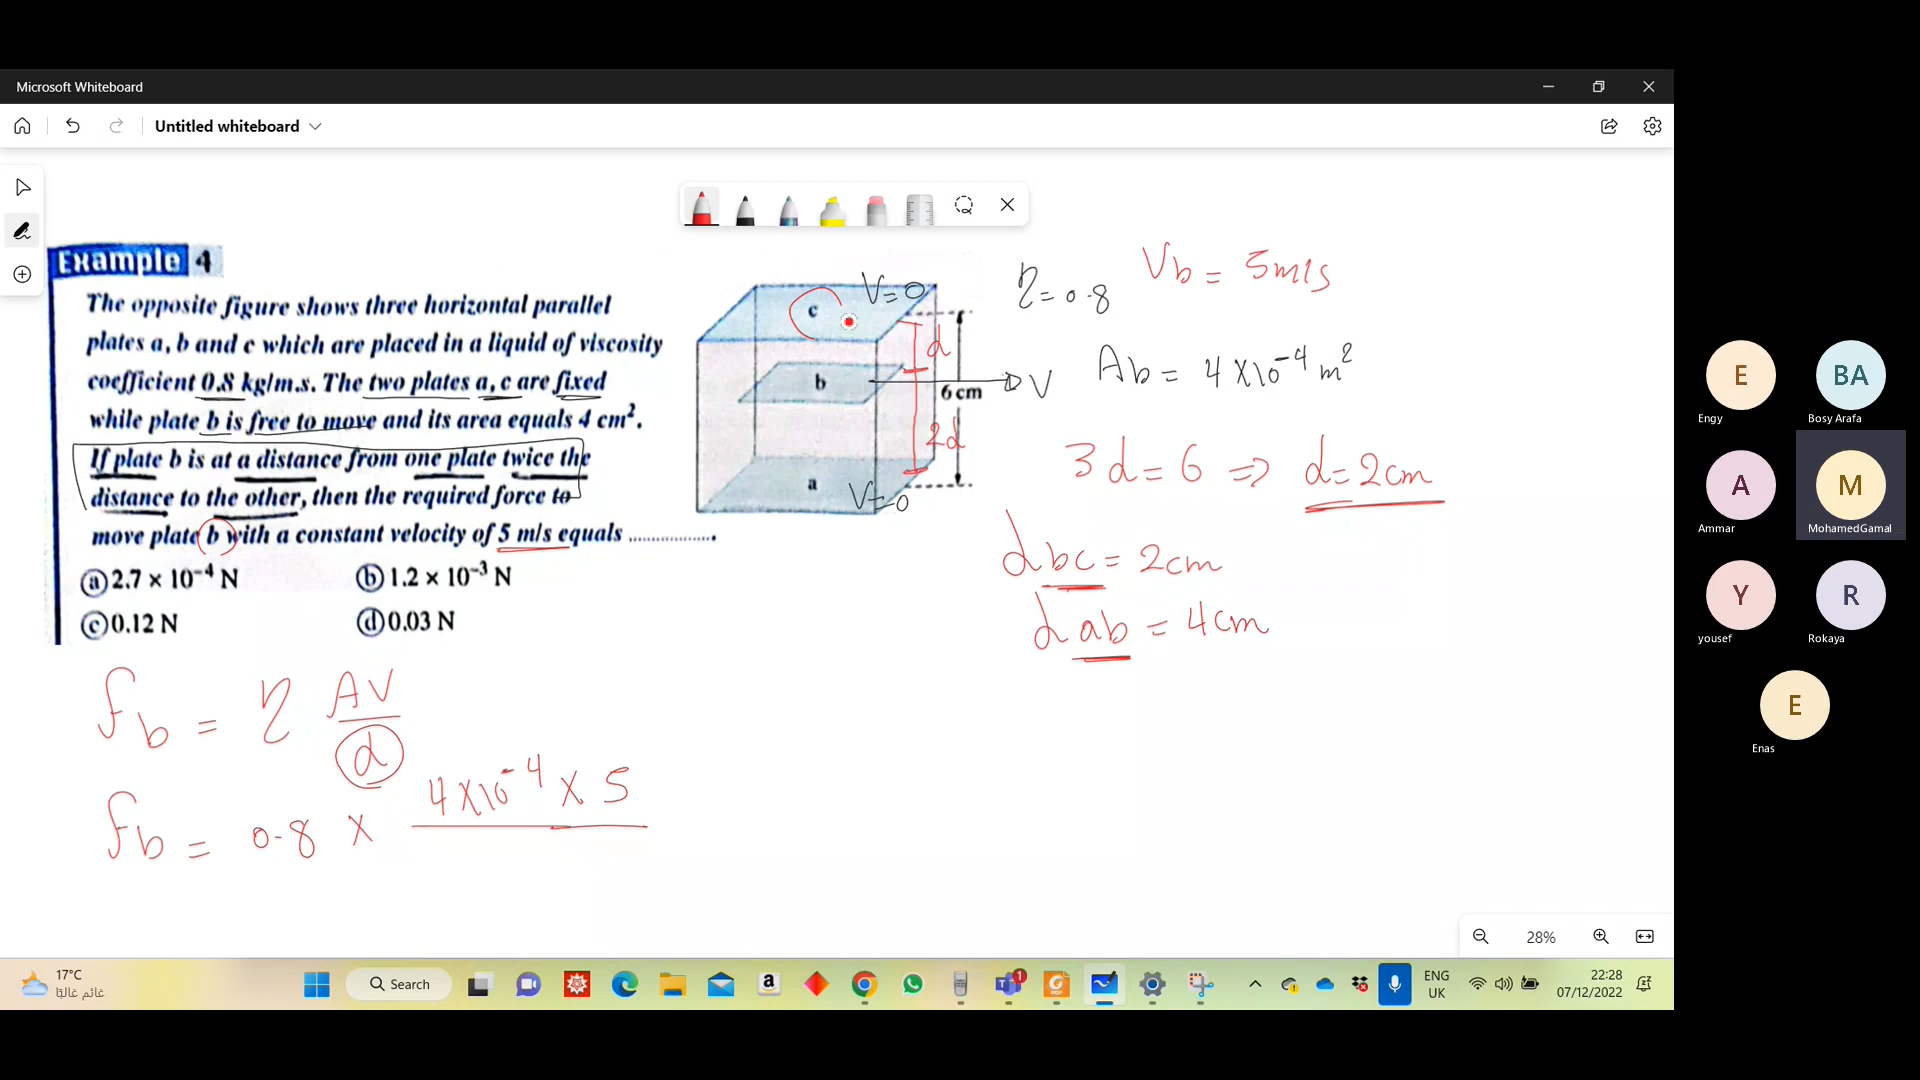 Microsoft Whiteboard
Untitled whiteboard
Example 4
The opposite figure shows three horizontal parallel
plates a, b and c which are placed in a liquid of viscosity
coefficient 0.8 kg/m.s. The two plates a, c are fixed
while plate b is free to move and its area equals 4 cm².
If plate b is at a distance from one plate twice the
distance to the other, then the required force to
move plate b with a constant velocity of 5 m/s equals .................
ⓐ 2.7 × 10⁻⁴ N
ⓑ 1.2 × 10⁻³ N
ⓒ 0.12 N
ⓓ 0.03 N
c
V=0
d
b
V
6 cm
2d
a
V=0
η=0.8
Vb = 5m/s
Ab = 4×10⁻⁴ m²
3d=6 => d=2cm
dbc = 2cm
dab = 4cm
fb = η AV/d
fb = 0.8 × 4×10⁻⁴ × 5
E
Engy
BA
Bosy Arafa
A
Ammar
M
MohamedGamal
Y
yousef
R
Rokaya
E
Enas
28%
17°C
غائم غالبًا
Search
1
ENG
UK
22:28
07/12/2022